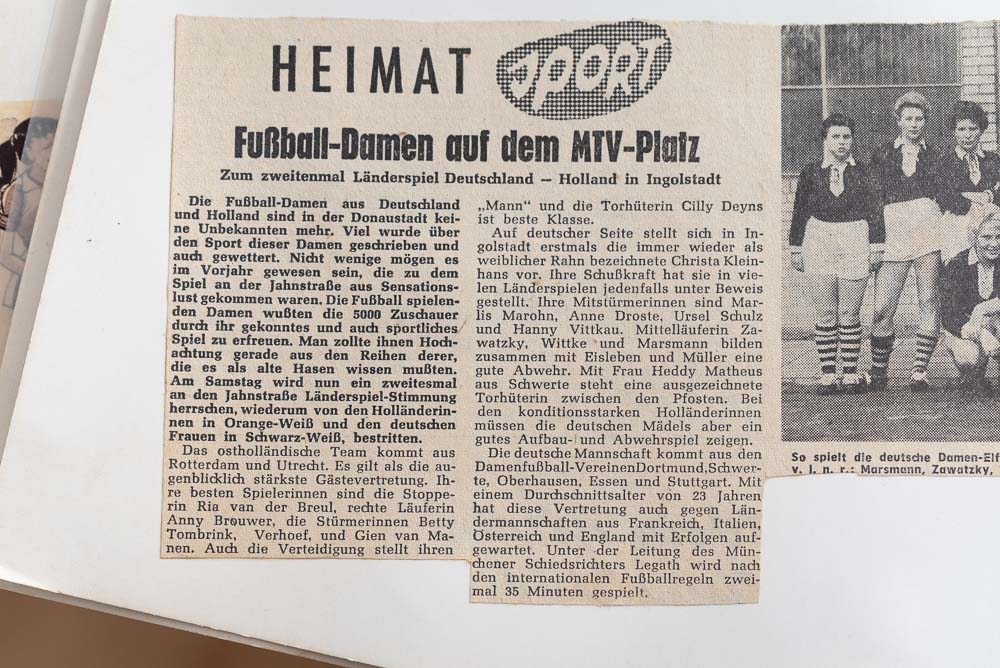 HEIMAT SPORT
Fußball-Damen auf dem MTV-Platz
Zum zweitenmal Länderspiel Deutschland – Holland in Ingolstadt
Die Fußball-Damen aus Deutschland
und Holland sind in der Donaustadt kei-
ne Unbekannten mehr. Viel wurde über
den Sport dieser Damen geschrieben und
auch gewettert. Nicht wenige mögen es
im Vorjahr gewesen sein, die zu dem
Spiel an der Jahnstraße aus Sensations-
lust gekommen waren. Die Fußball spielen-
den Damen wußten die 5000 Zuschauer
durch ihr gekonntes und auch sportliches
Spiel zu erfreuen. Man zollte ihnen Hoch-
achtung gerade aus den Reihen derer,
die es als alte Hasen wissen mußten.
Am Samstag wird nun ein zweitesmal
an den Jahnstraße Länderspiel-Stimmung
herrschen, wiederum von den Holländerin-
nen in Orange-Weiß und den deutschen
Frauen in Schwarz-Weiß, bestritten.
Das ostholländische Team kommt aus
Rotterdam und Utrecht. Es gilt als die au-
genblicklich stärkste Gästevertretung. Ih-
re besten Spielerinnen sind die Stoppe-
rin Ria van der Breul, rechte Läuferin
Anny Brouwer, die Stürmerinnen Betty
Tombrink, Verhoef, und Gien van Ma-
nen. Auch die Verteidigung stellt ihren
„Mann“ und die Torhüterin Cilly Deyns
ist beste Klasse.
Auf deutscher Seite stellt sich in In-
golstadt erstmals die immer wieder als
weiblicher Rahn bezeichnete Christa Klein-
hans vor. Ihre Schußkraft hat sie in vie-
len Länderspielen jedenfalls unter Beweis
gestellt. Ihre Mitstürmerinnen sind Mar-
lis Marohn, Anne Droste, Ursel Schulz
und Hanny Vittkau. Mittelläuferin Za-
watzky, Wittke und Marsmann bilden
zusammen mit Eisleben und Müller eine
gute Abwehr. Mit Frau Heddy Matheus
aus Schwerte steht eine ausgezeichnete
Torhüterin zwischen den Pfosten. Bei
den konditionsstarken Holländerinnen
müssen die deutschen Mädels aber ein
gutes Aufbau- und Abwehrspiel zeigen.
Die deutsche Mannschaft kommt aus den
Damenfußball-Vereinen Dortmund, Schwer-
te, Oberhausen, Essen und Stuttgart. Mit
einem Durchschnittsalter von 23 Jahren
hat diese Vertretung auch gegen Län-
dermannschaften aus Frankreich, Italien,
Österreich und England mit Erfolgen auf-
gewartet. Unter der Leitung des Mün-
chener Schiedsrichters Legath wird nach
den internationalen Fußballregeln zwei-
mal 35 Minuten gespielt.
So spielt die deutsche Damen-Elf
v. l. n. r.: Marsmann, Zawatzky,